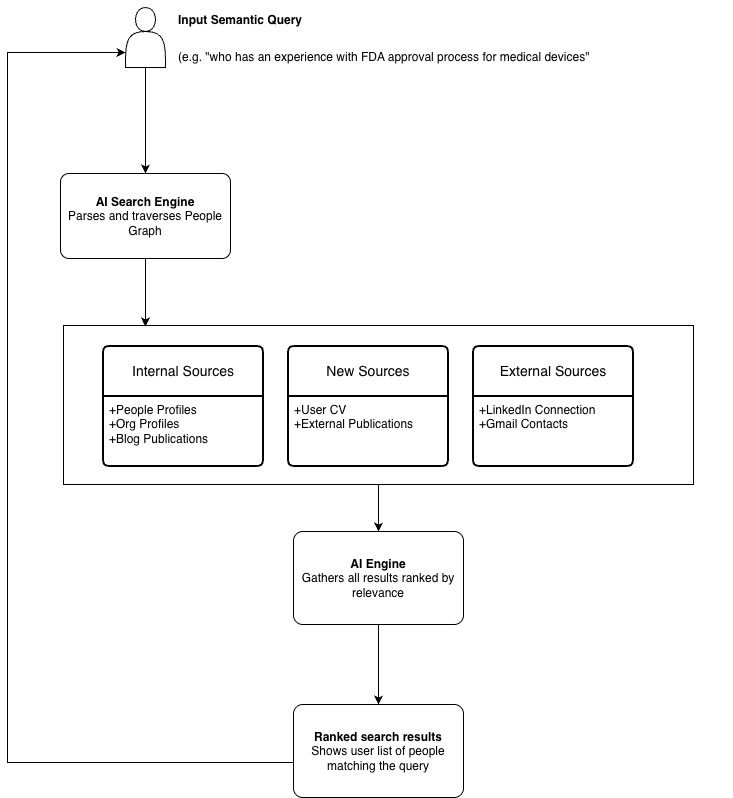 Input Semantic Query
(e.g. "who has an experience with FDA approval process for medical devices"
AI Search Engine
Parses and traverses People
Graph
Internal Sources
+People Profiles
+Org Profiles
+Blog Publications
New Sources
+User CV
+External Publications
External Sources
+LinkedIn Connection
+Gmail Contacts
AI Engine
Gathers all results ranked by
relevance
Ranked search results
Shows user list of people
matching the query